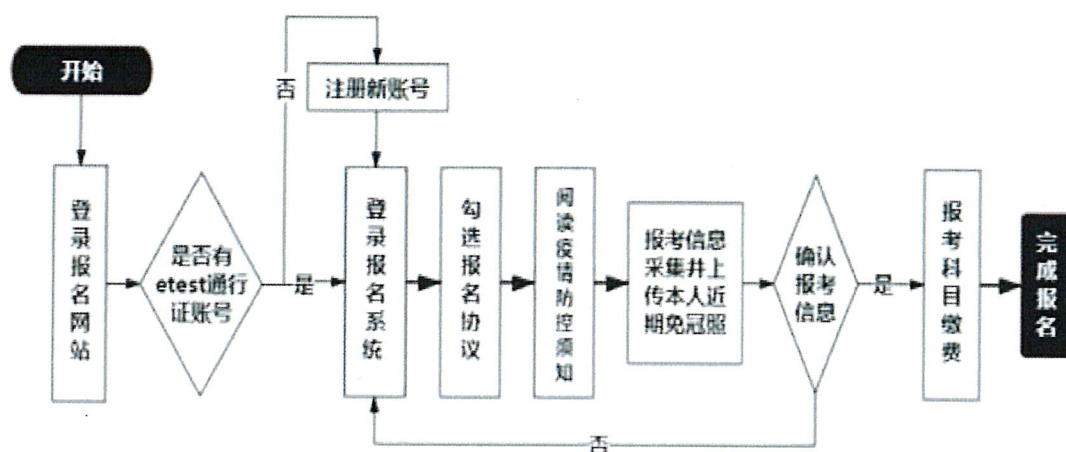 开始
否
注册新账号
登录报名网站
是否有
etest通行
证账号
是
登录报名系统
勾选报名协议
阅读疫情防控须知
报考信息
采集并上
传本人近
期免冠照
确认
报考
信息
是
报考科目缴费
完成报名
否